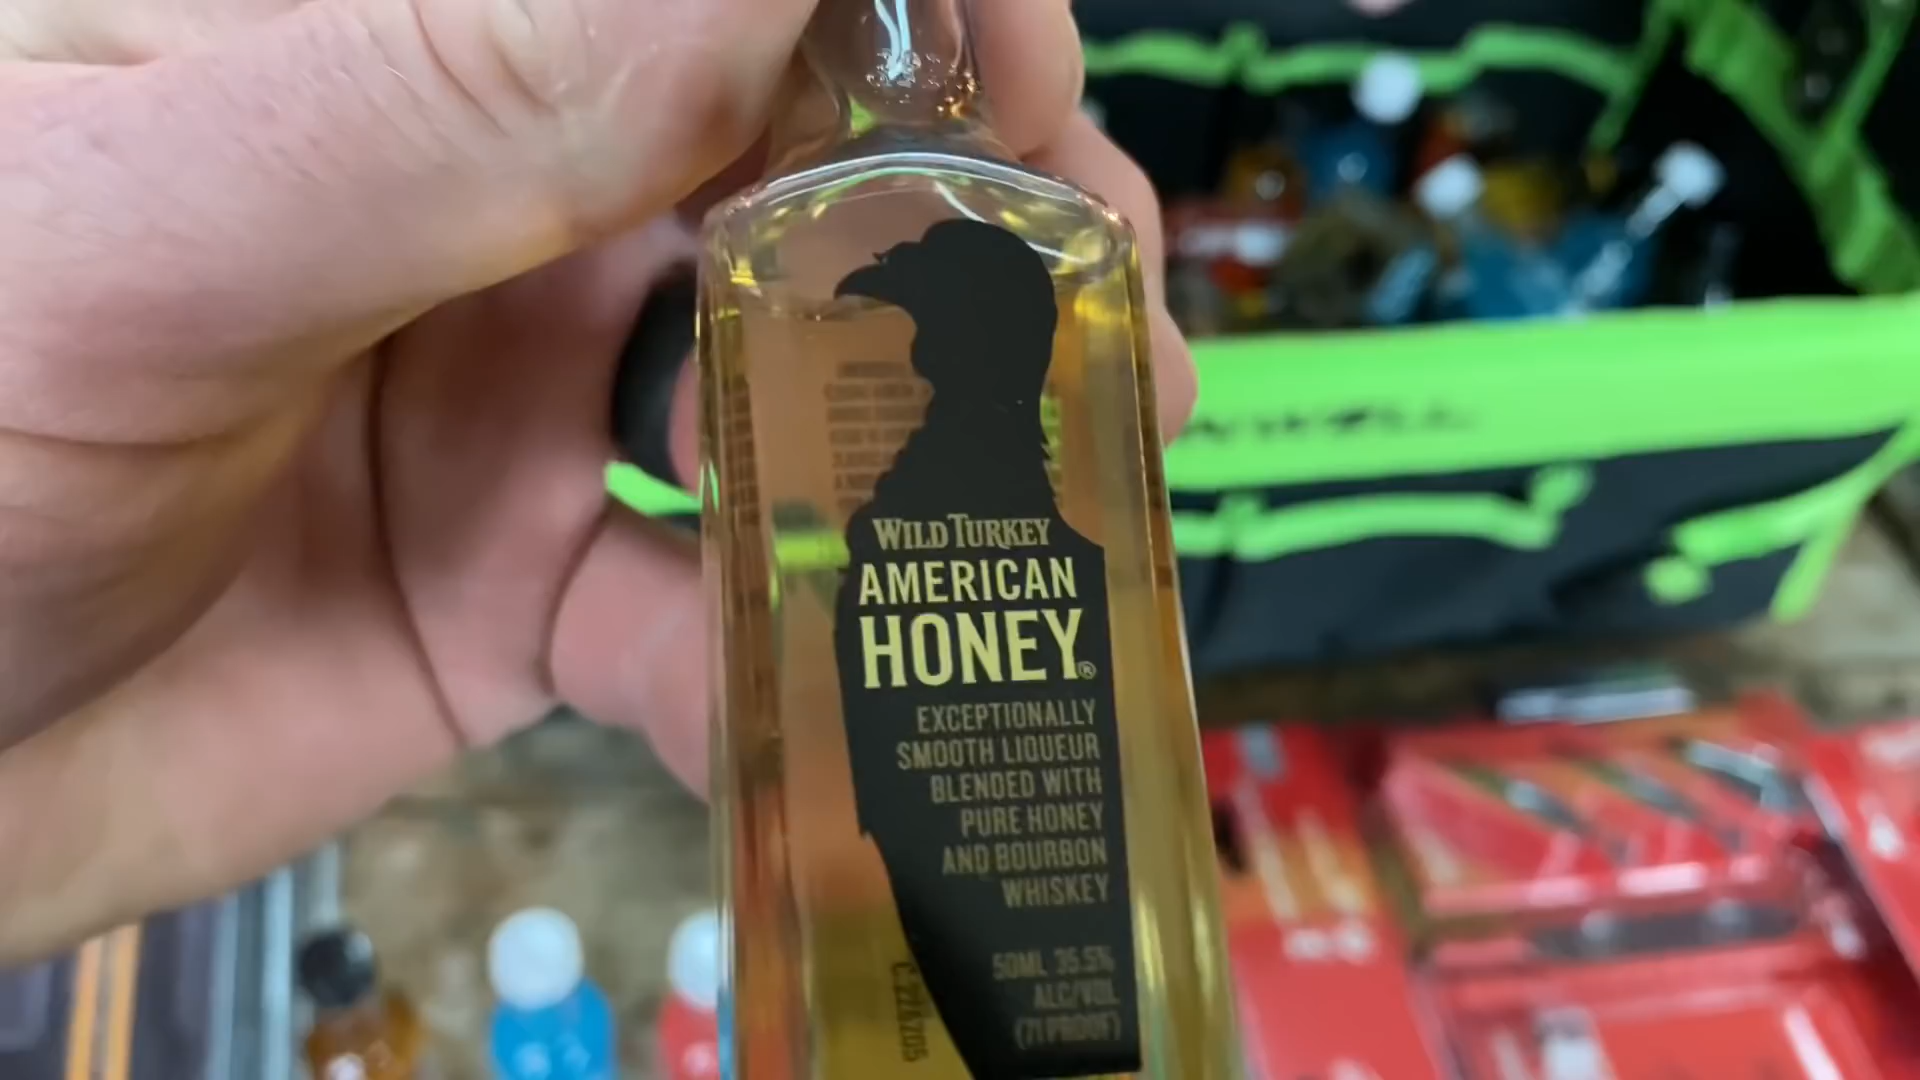 WILD TURKEY
AMERICAN
HONEY®
EXCEPTIONALLY
SMOOTH LIQUEUR
BLENDED WITH
PURE HONEY
AND BOURBON
WHISKEY
50ML 35.5%
ALC/VOL
(71 PROOF)